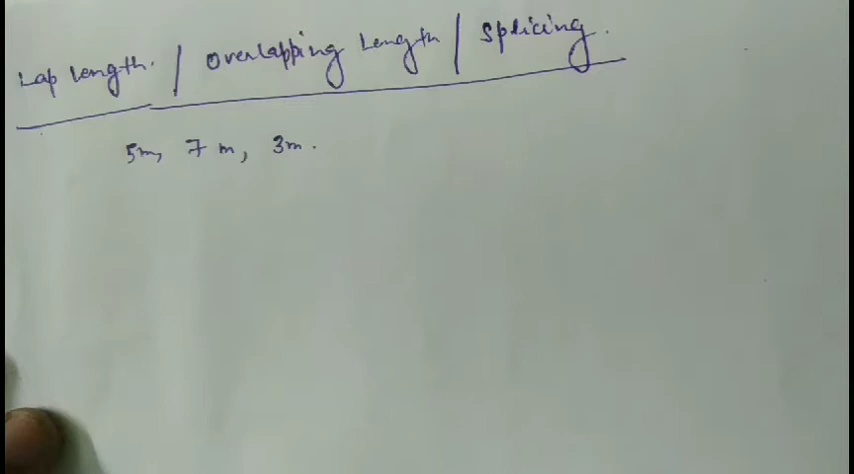 Lap length. / Overlapping Length / Splicing.
5m, 7 m, 3m.